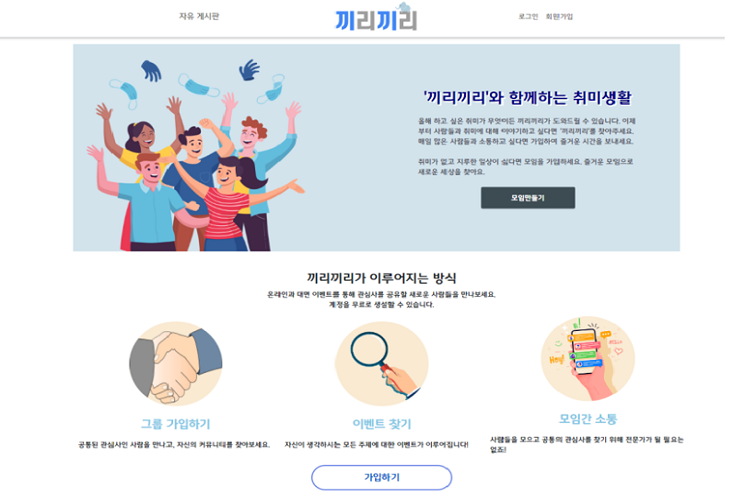 자유 게시판
끼리끼리
로그인 회원가입
'끼리끼리'와 함께하는 취미생활
올해 하고 싶은 취미가 무엇이든 끼리끼리가 도와드릴 수 있습니다. 이제
부터 사람들과 취미에 대해 이야기하고 싶다면 '끼리끼리'를 찾아주세요.
매일 많은 사람들과 소통하고 싶다면 가입하여 즐거운 시간을 보내세요.
취미가 없고 지루한 일상이 싫다면 모임을 가입하세요. 즐거운 모임으로
새로운 세상을 찾아요.
모임만들기
끼리끼리가 이루어지는 방식
온라인과 대면 이벤트를 통해 관심사를 공유할 새로운 사람들을 만나보세요.
계정을 무료로 생성할 수 있습니다.
Hey!
그룹 가입하기
이벤트 찾기
모임간 소통
공통된 관심사인 사람을 만나고, 자신의 커뮤니티를 찾아보세요.
자신이 생각하시는 모든 주제에 대한 이벤트가 이루어집니다!
사람들을 모으고 공통의 관심사를 찾기 위해 전문가가 될 필요는
없죠!
가입하기